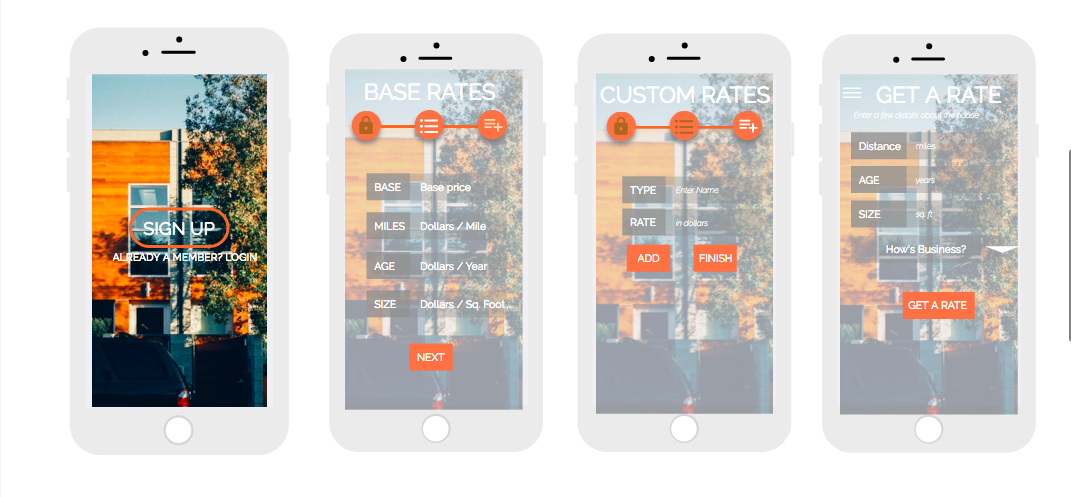 SIGN UP
ALREADY A MEMBER? LOGIN
BASE RATES
BASE Base price
MILES Dollars / Mile
AGE Dollars / Year
SIZE Dollars / Sq. Foot
NEXT
CUSTOM RATES
TYPE Enter Name
RATE in dollars
ADD FINISH
GET A RATE
Enter a few details about the house
Distance miles
AGE years
SIZE sq. ft
How's Business?
GET A RATE